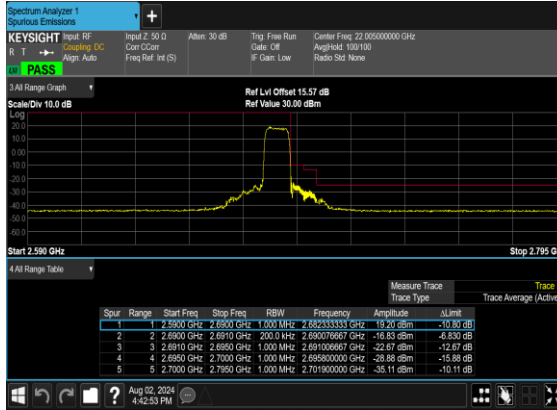 Spectrum Analyzer 1
Spurious Emissions
KEYSIGHT Input: RF Input Z: 50 Ω Atten: 30 dB Trig: Free Run Center Freq: 22.005000000 GHz
R T Coupling: DC Corr CCorr Gate: Off Avg|Hold: 100/100
Align: Auto Freq Ref: Int (S) IF Gain: Low Radio Std: None
PASS
3 All Range Graph Ref Lvl Offset 15.57 dB
Scale/Div 10.0 dB Ref Value 30.00 dBm
Log
20.0
10.0
0.00
-10.0
-20.0
-30.0
-40.0
-50.0
-60.0
Start 2.590 GHz Stop 2.795 G
4 All Range Table
Measure Trace Trace
Trace Type Trace Average (Active
Spur Range Start Freq Stop Freq RBW Frequency Amplitude ΔLimit
1 1 2.5900 GHz 2.6900 GHz 1.000 MHz 2.682333333 GHz 19.20 dBm -10.80 dB
2 2 2.6900 GHz 2.6910 GHz 200.0 kHz 2.690076667 GHz -16.83 dBm -6.830 dB
3 3 2.6910 GHz 2.6950 GHz 1.000 MHz 2.691006667 GHz -22.67 dBm -12.67 dB
4 4 2.6950 GHz 2.7000 GHz 1.000 MHz 2.695800000 GHz -28.88 dBm -15.88 dB
5 5 2.7000 GHz 2.7950 GHz 1.000 MHz 2.701900000 GHz -35.11 dBm -10.11 dB
? Aug 02, 2024
4:42:53 PM